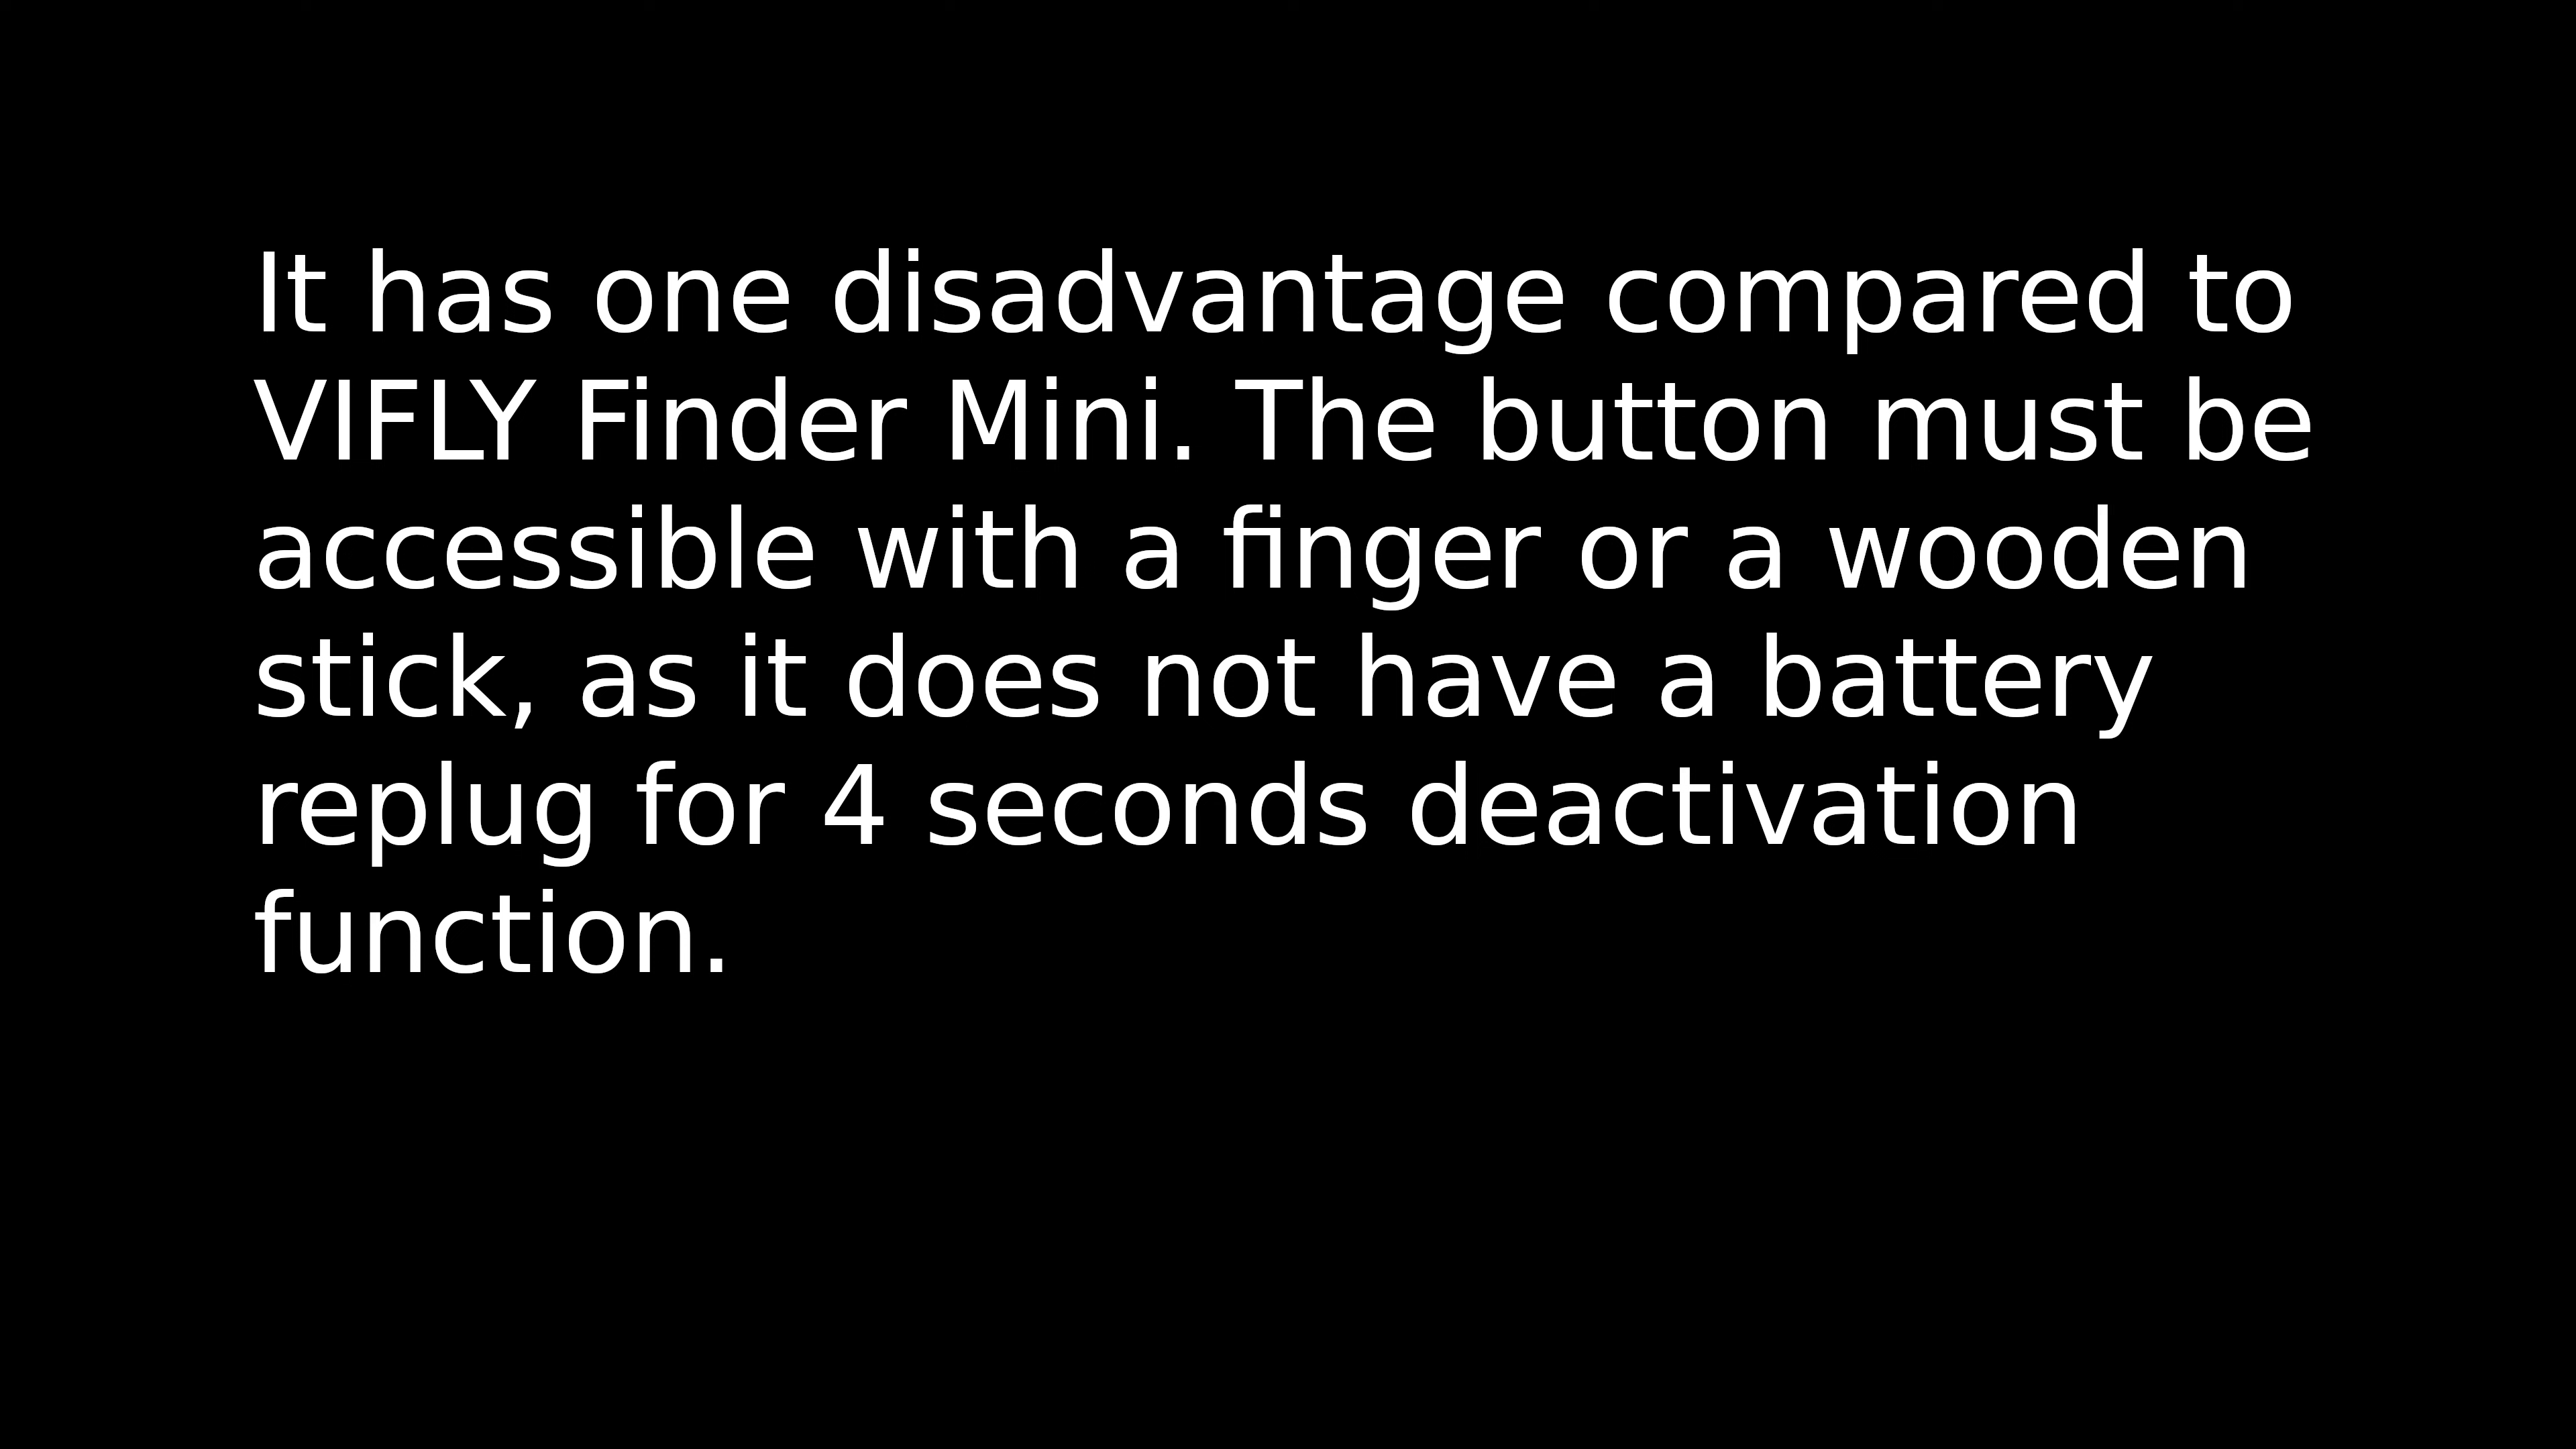 It has one disadvantage compared to
VIFLY Finder Mini. The button must be
accessible with a finger or a wooden
stick, as it does not have a battery
replug for 4 seconds deactivation
function.